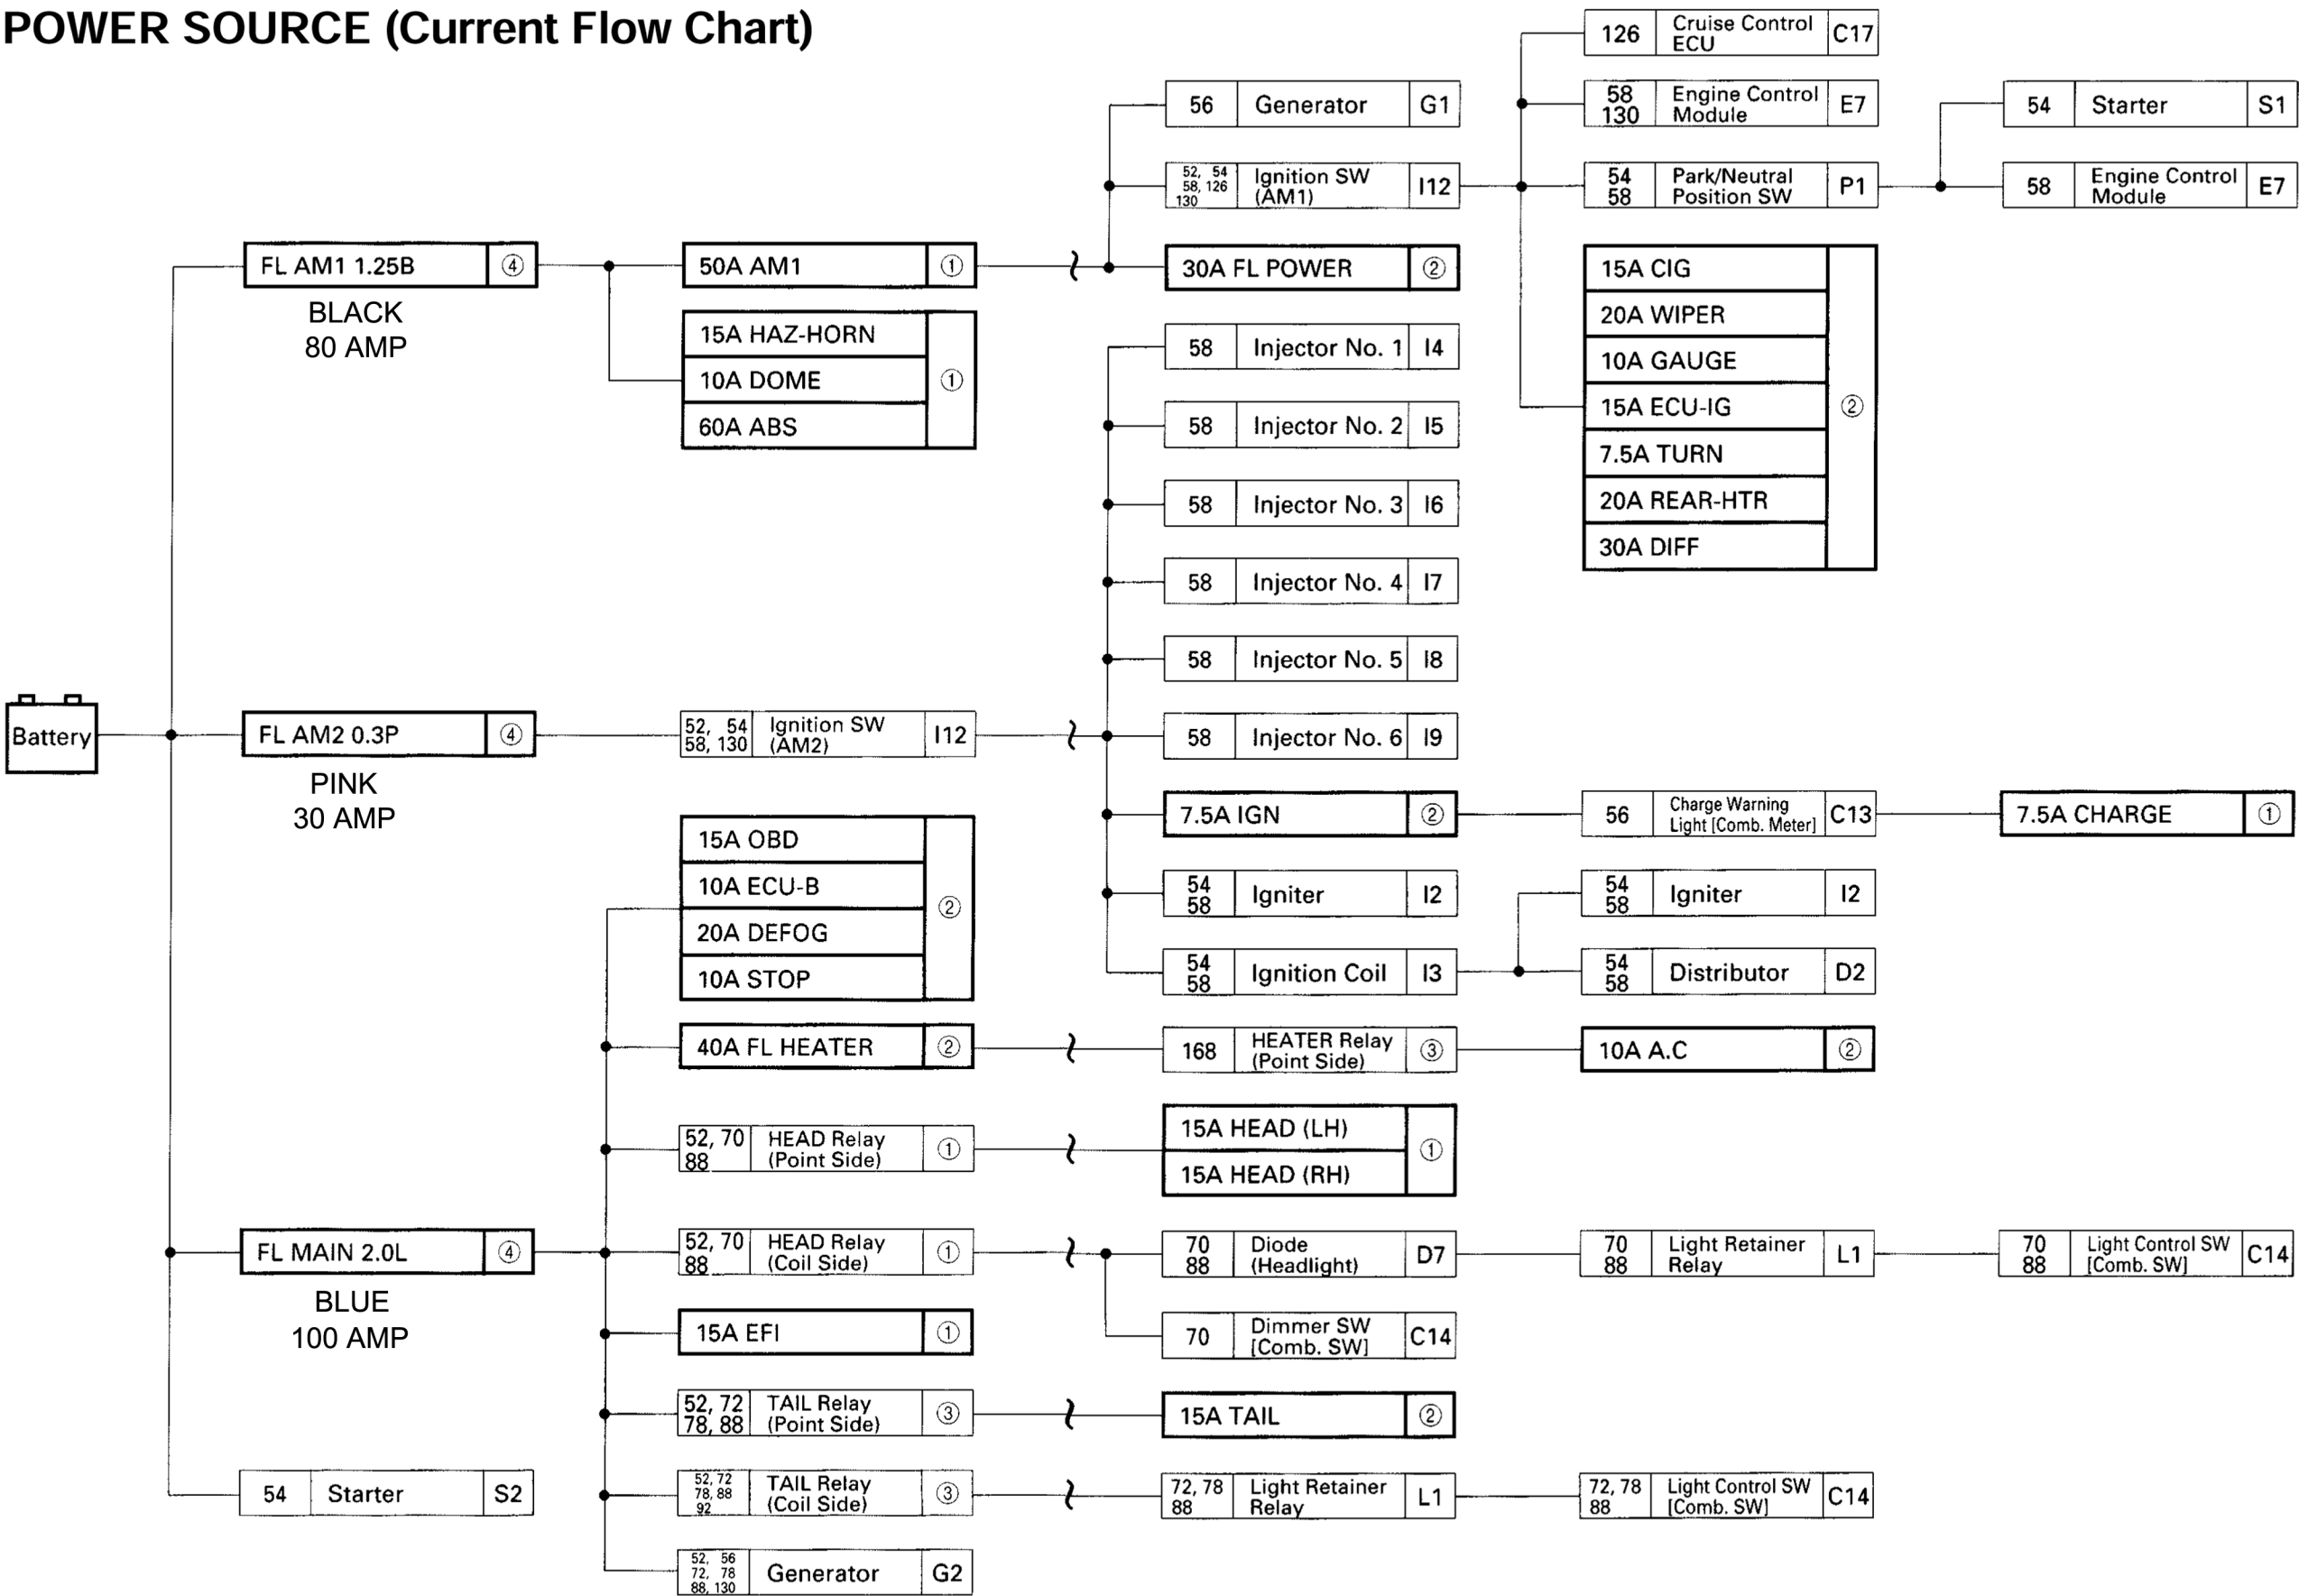 POWER SOURCE (Current Flow Chart)
126 Cruise Control ECU C17
56 Generator G1
58 130 Engine Control Module E7
54 Starter S1
52, 54 58, 126 130 Ignition SW (AM1) I12
54 58 Park/Neutral Position SW P1
58 Engine Control Module E7
FL AM1 1.25B ④
BLACK
80 AMP
50A AM1 ①
30A FL POWER ②
15A HAZ-HORN
10A DOME ①
60A ABS
15A CIG
20A WIPER
10A GAUGE
15A ECU-IG ②
7.5A TURN
20A REAR-HTR
30A DIFF
58 Injector No. 1 I4
58 Injector No. 2 I5
58 Injector No. 3 I6
58 Injector No. 4 I7
58 Injector No. 5 I8
Battery
FL AM2 0.3P ④
PINK
30 AMP
52, 54 58, 130 Ignition SW (AM2) I12
58 Injector No. 6 I9
7.5A IGN ②
56 Charge Warning Light [Comb. Meter] C13
7.5A CHARGE ①
15A OBD
10A ECU-B ②
20A DEFOG
10A STOP
54 58 Igniter I2
54 58 Igniter I2
54 58 Ignition Coil I3
54 58 Distributor D2
40A FL HEATER ②
168 HEATER Relay (Point Side) ③
10A A.C ②
52, 70 88 HEAD Relay (Point Side) ①
15A HEAD (LH) ①
15A HEAD (RH)
FL MAIN 2.0L ④
BLUE
100 AMP
52, 70 88 HEAD Relay (Coil Side) ①
70 88 Diode (Headlight) D7
70 88 Light Retainer Relay L1
70 88 Light Control SW [Comb. SW] C14
15A EFI ①
70 Dimmer SW [Comb. SW] C14
52, 72 78, 88 TAIL Relay (Point Side) ③
15A TAIL ②
54 Starter S2
52, 72 78, 88 92 TAIL Relay (Coil Side) ③
72, 78 88 Light Retainer Relay L1
72, 78 88 Light Control SW [Comb. SW] C14
52, 56 72, 78 88, 130 Generator G2